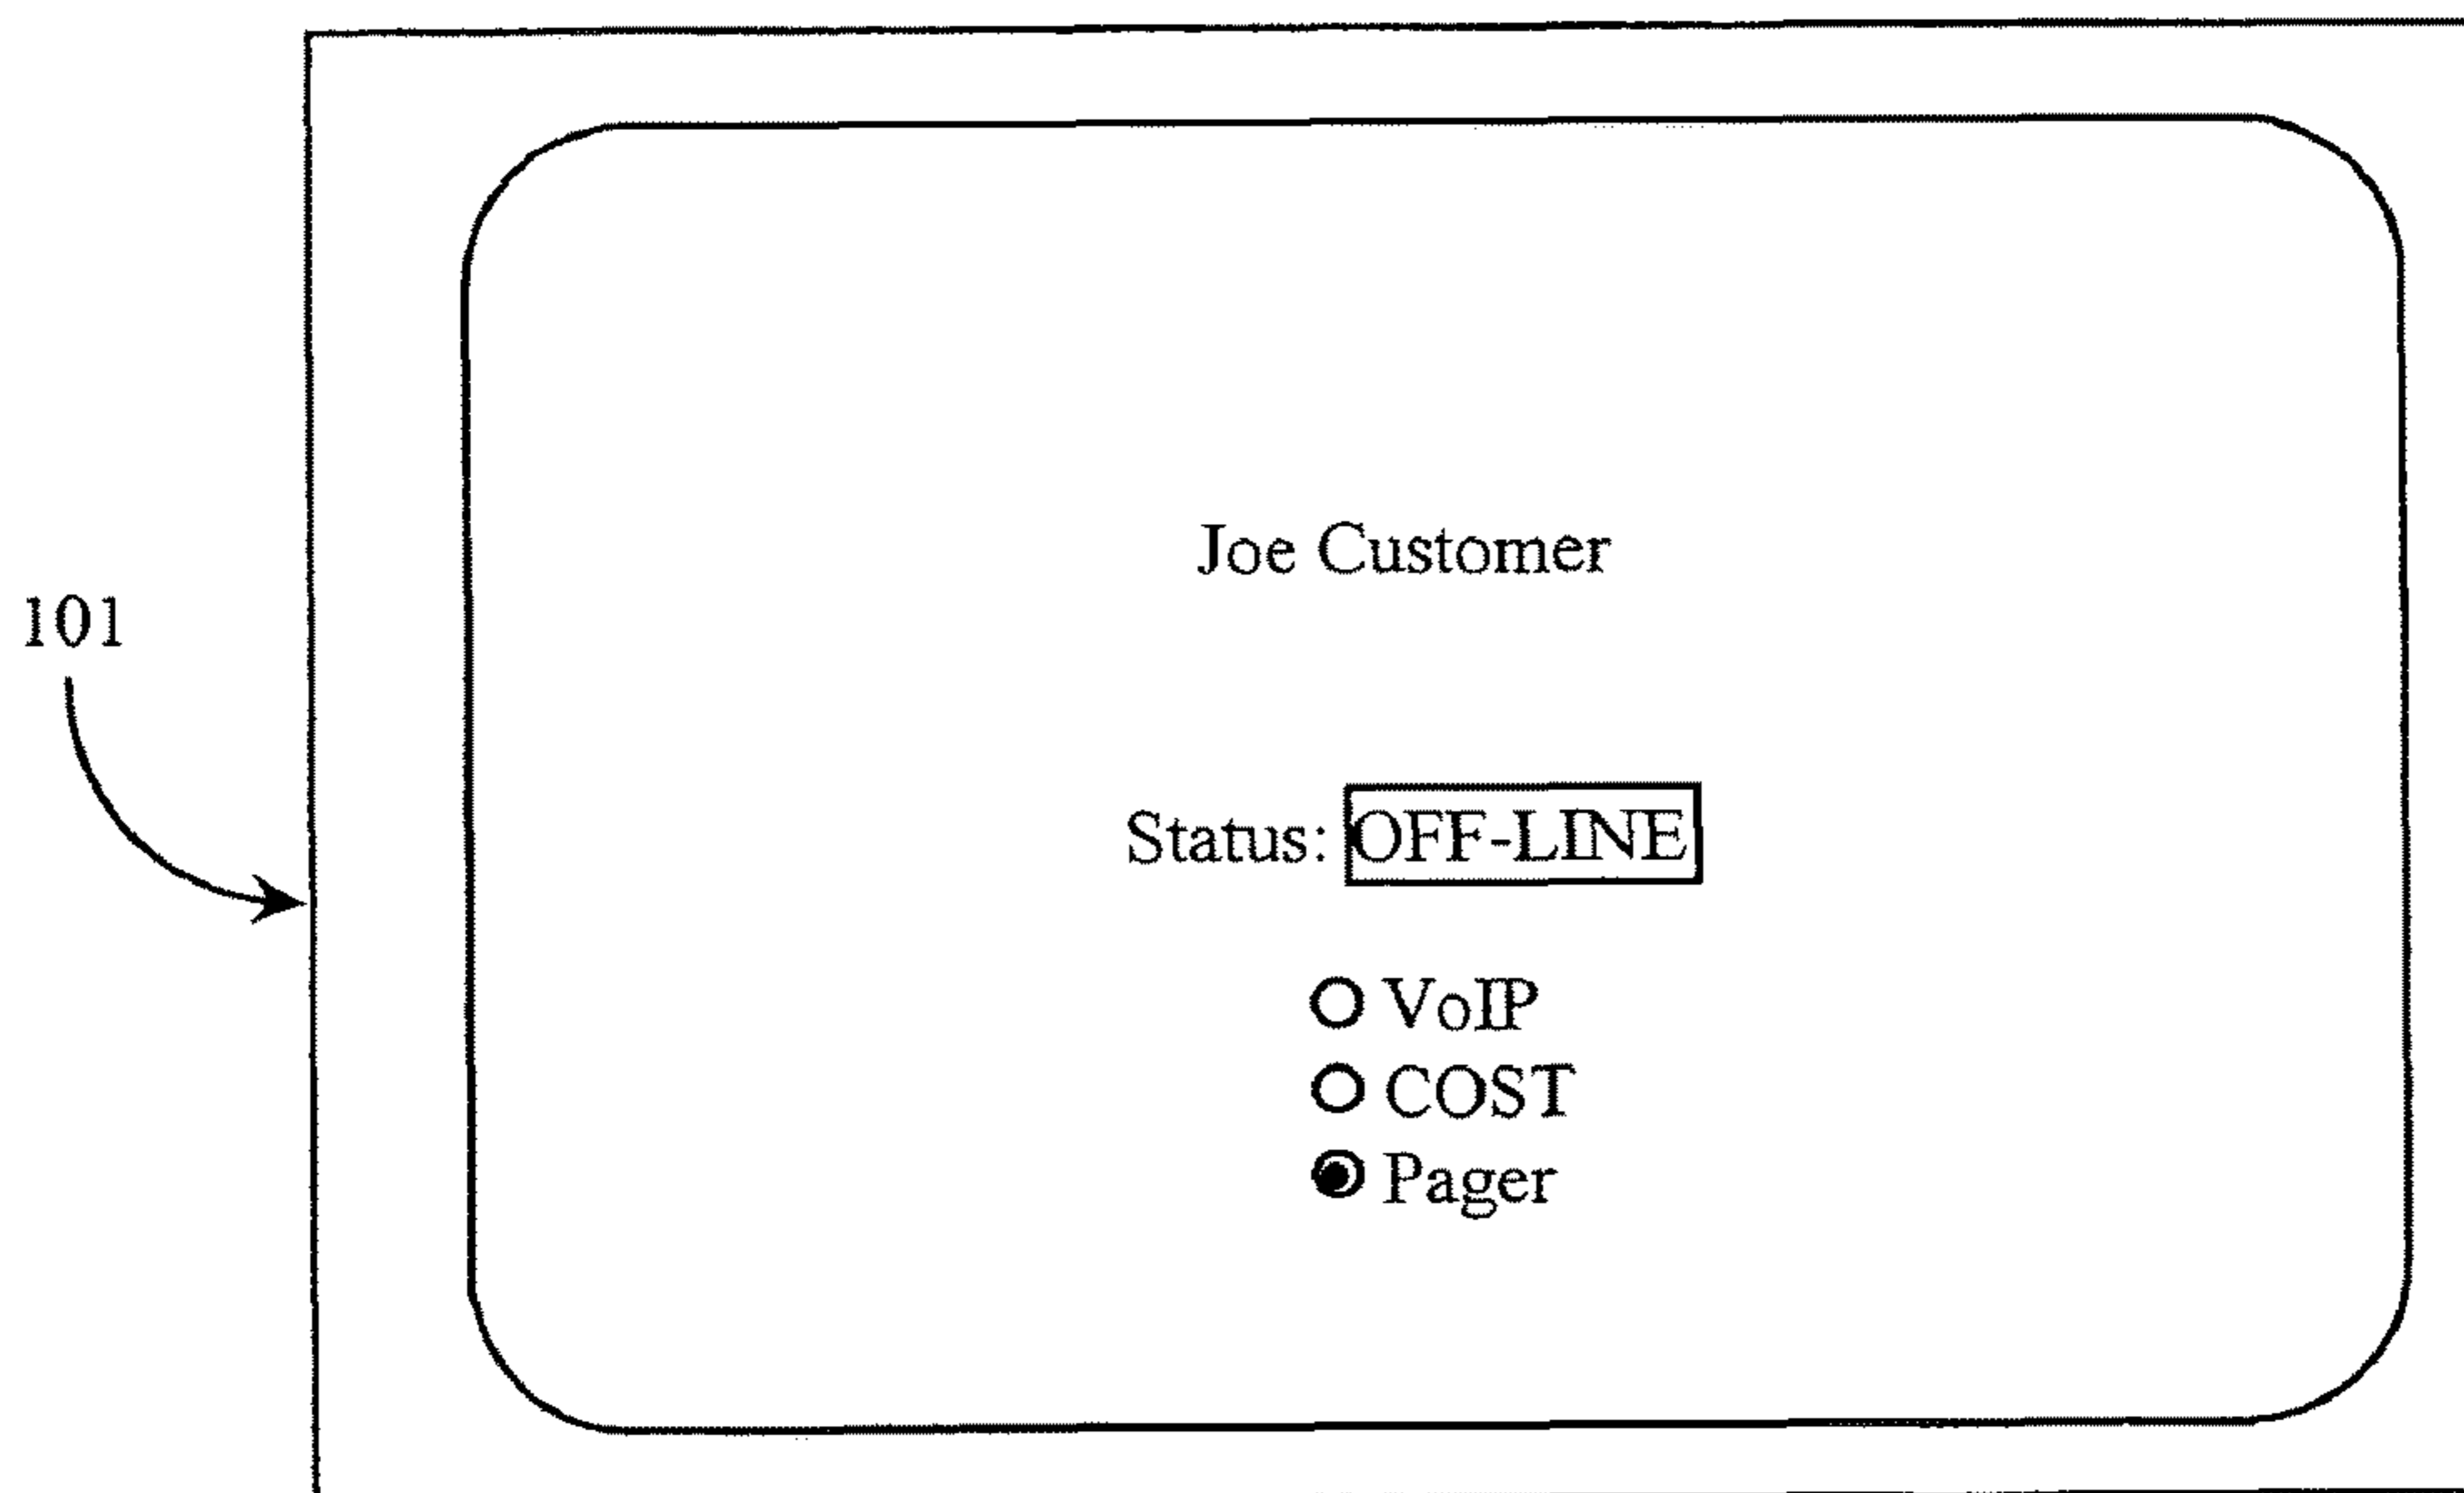 Joe Customer
101
Status: OFF-LINE
VoIP
COST
Pager